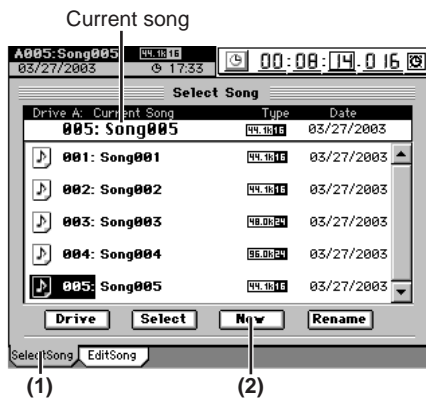 Current song
A005:Song005 44.1k16 00:08:14.016
03/27/2003 17:33
Select Song
Drive A: Current Song Type Date
005: Song005 44.1k16 03/27/2003
001: Song001 44.1k16 03/27/2003
002: Song002 44.1k16 03/27/2003
003: Song003 48.0k24 03/27/2003
004: Song004 96.0k24 03/27/2003
005: Song005 44.1k16 03/27/2003
Drive Select New Rename
SelectSong EditSong
(1) (2)